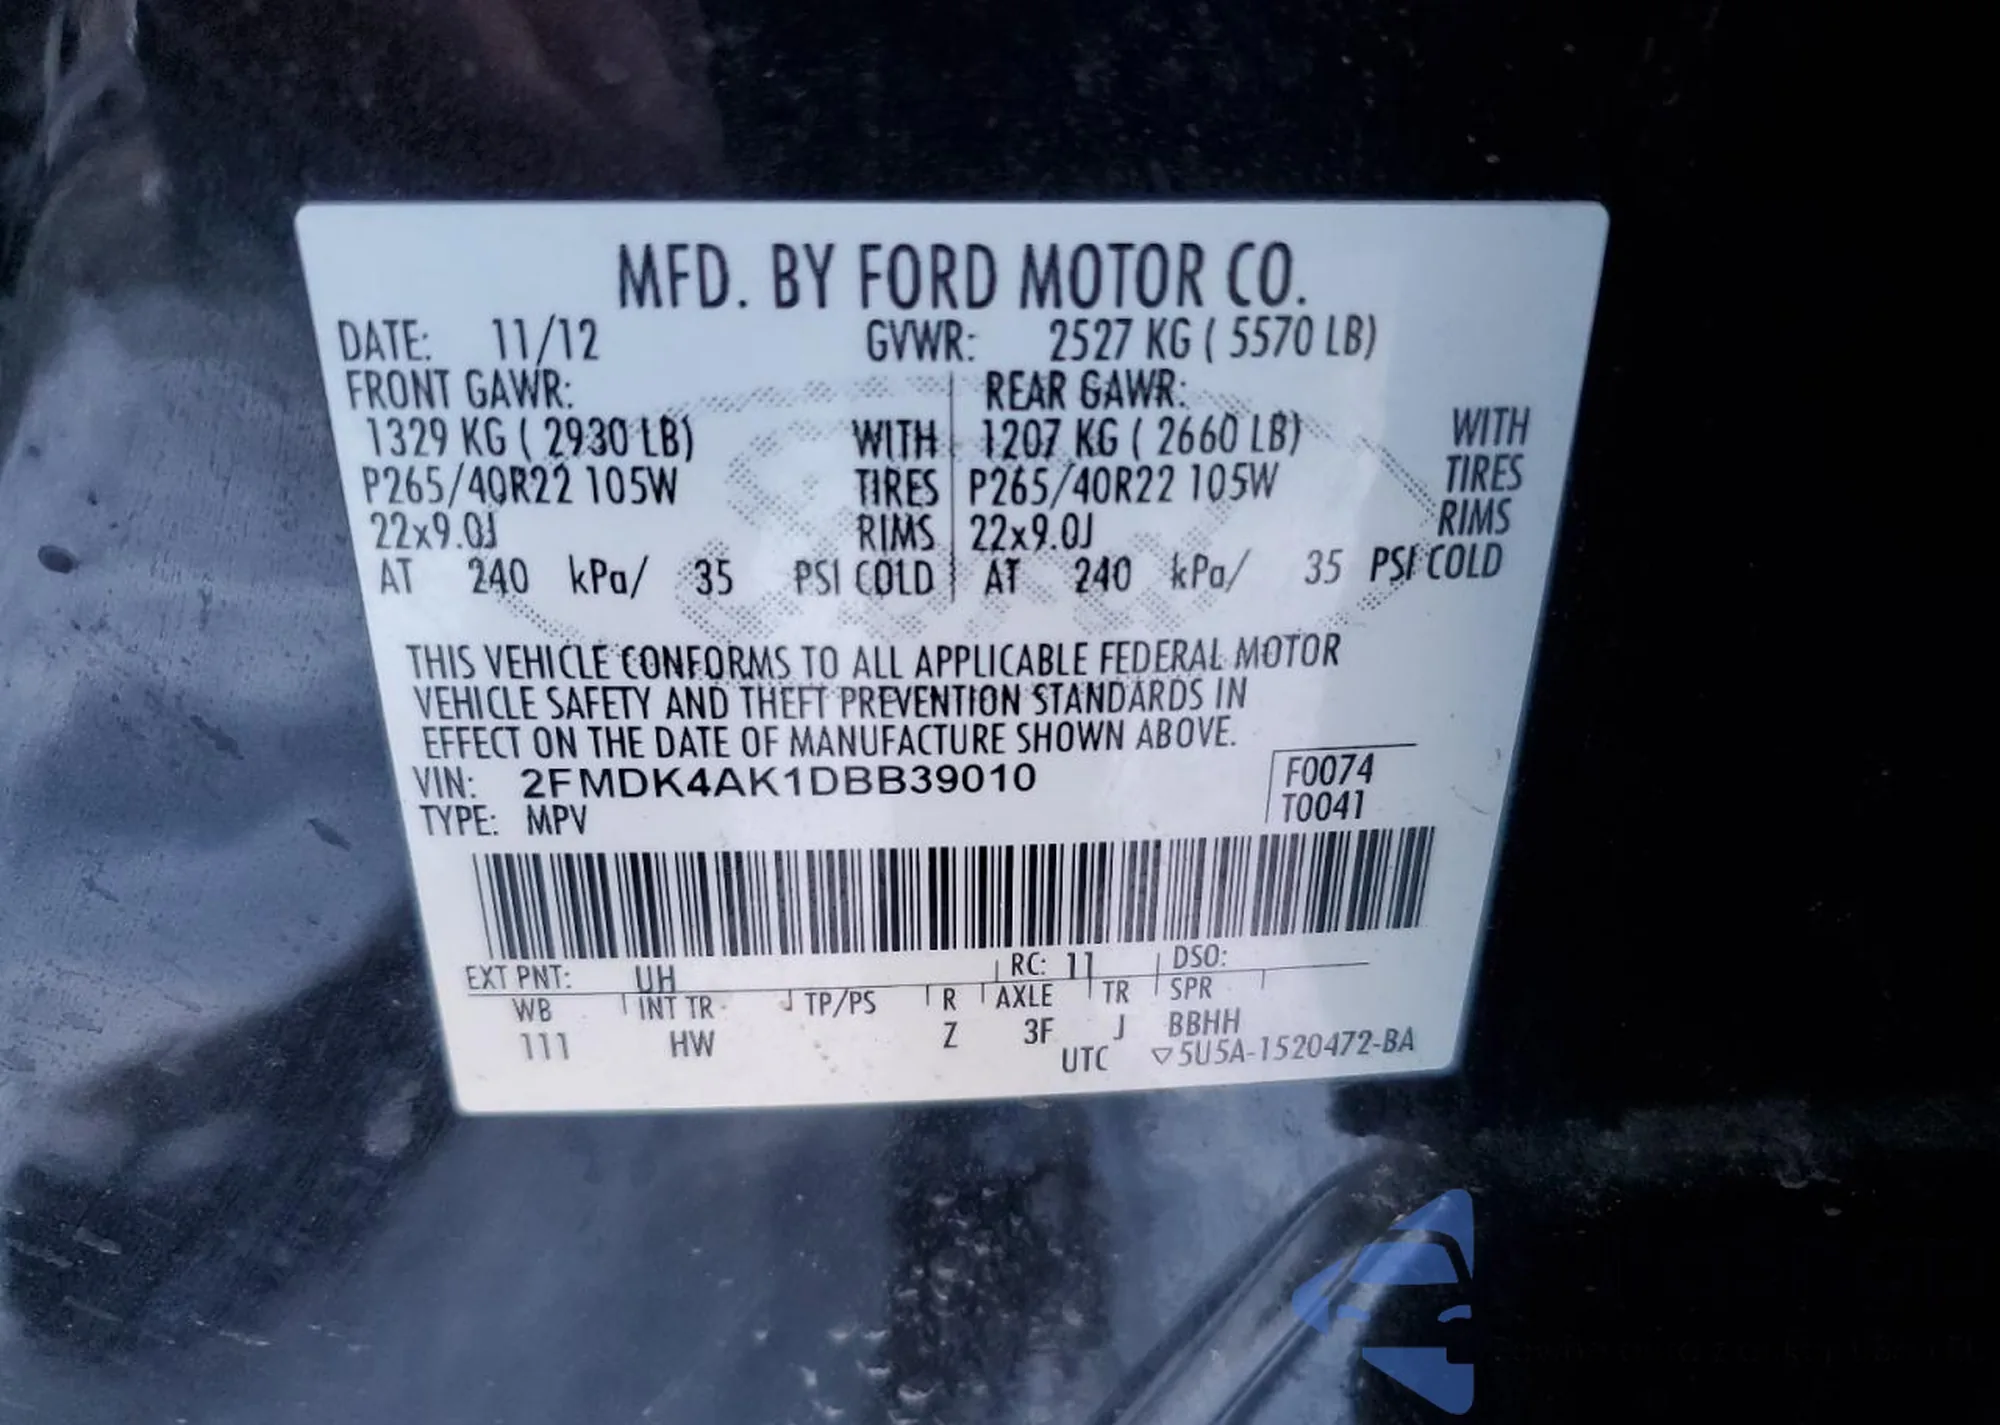 MFD. BY FORD MOTOR CO.
DATE: 11/12 GVWR: 2527 KG ( 5570 LB)
FRONT GAWR: REAR GAWR:
1329 KG ( 2930 LB) WITH 1207 KG ( 2660 LB) WITH
P265/40R22 105W TIRES P265/40R22 105W TIRES
22x9.0J RIMS 22x9.0J RIMS
AT 240 kPa/ 35 PSI COLD AT 240 kPa/ 35 PSI COLD
THIS VEHICLE CONFORMS TO ALL APPLICABLE FEDERAL MOTOR
VEHICLE SAFETY AND THEFT PREVENTION STANDARDS IN
EFFECT ON THE DATE OF MANUFACTURE SHOWN ABOVE.
VIN: 2FMDK4AK1DBB39010 F0074
TYPE: MPV T0041
EXT PNT: UH RC: 11 DSO:
WB INT TR TP/PS R AXLE TR SPR
111 HW Z 3F J BBHH
UTC ▽5U5A-1520472-BA